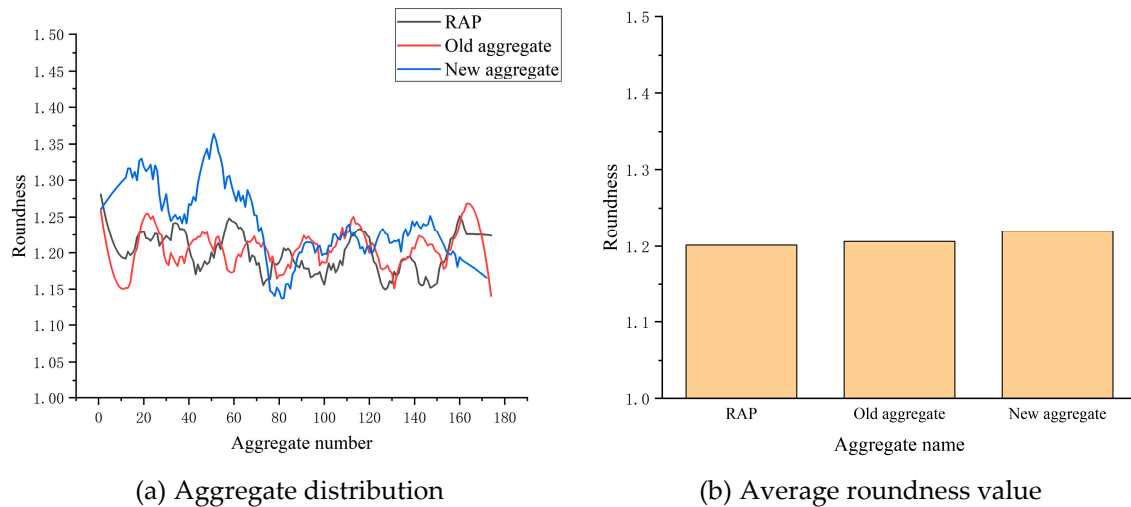 RAP
Old aggregate
New aggregate
1.50
1.45
1.40
1.35
1.30
1.25
1.20
1.15
1.10
1.05
1.00
Roundness
0 20 40 60 80 100 120 140 160 180
Aggregate number
(a) Aggregate distribution
1.5
1.4
1.3
1.2
1.1
1.0
Roundness
RAP Old aggregate New aggregate
Aggregate name
(b) Average roundness value